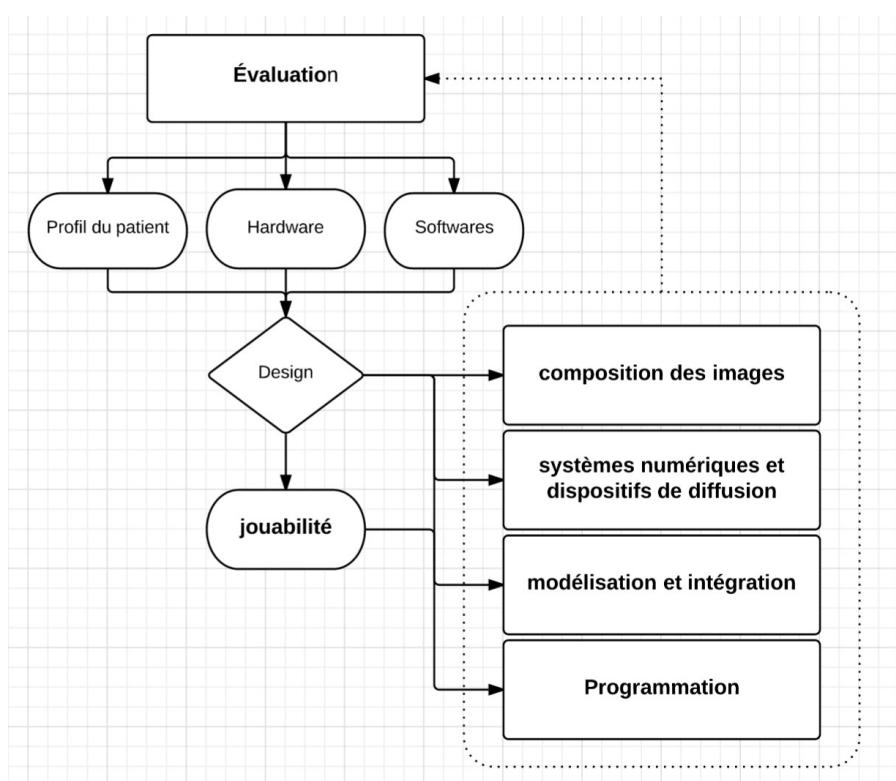 Évaluation
Profil du patient
Hardware
Softwares
Design
composition des images
systèmes numériques et
dispositifs de diffusion
jouabilité
modélisation et intégration
Programmation